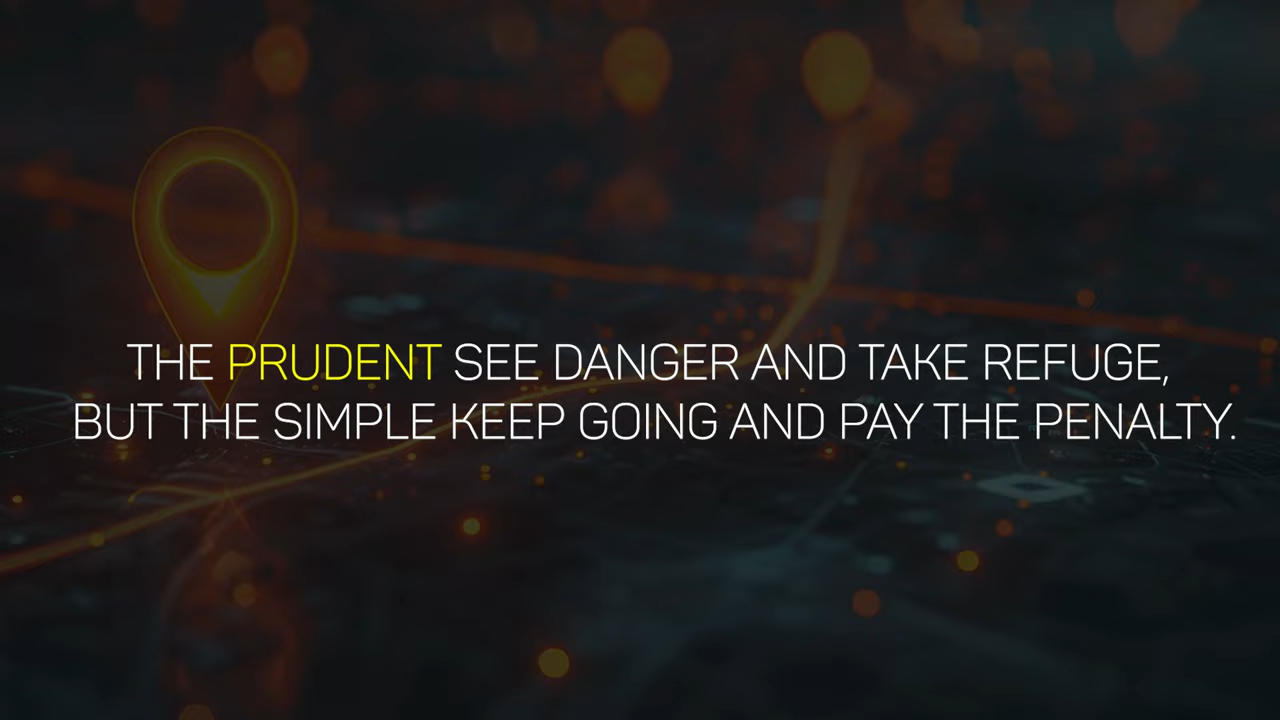 THE PRUDENT SEE DANGER AND TAKE REFUGE,
BUT THE SIMPLE KEEP GOING AND PAY THE PENALTY.